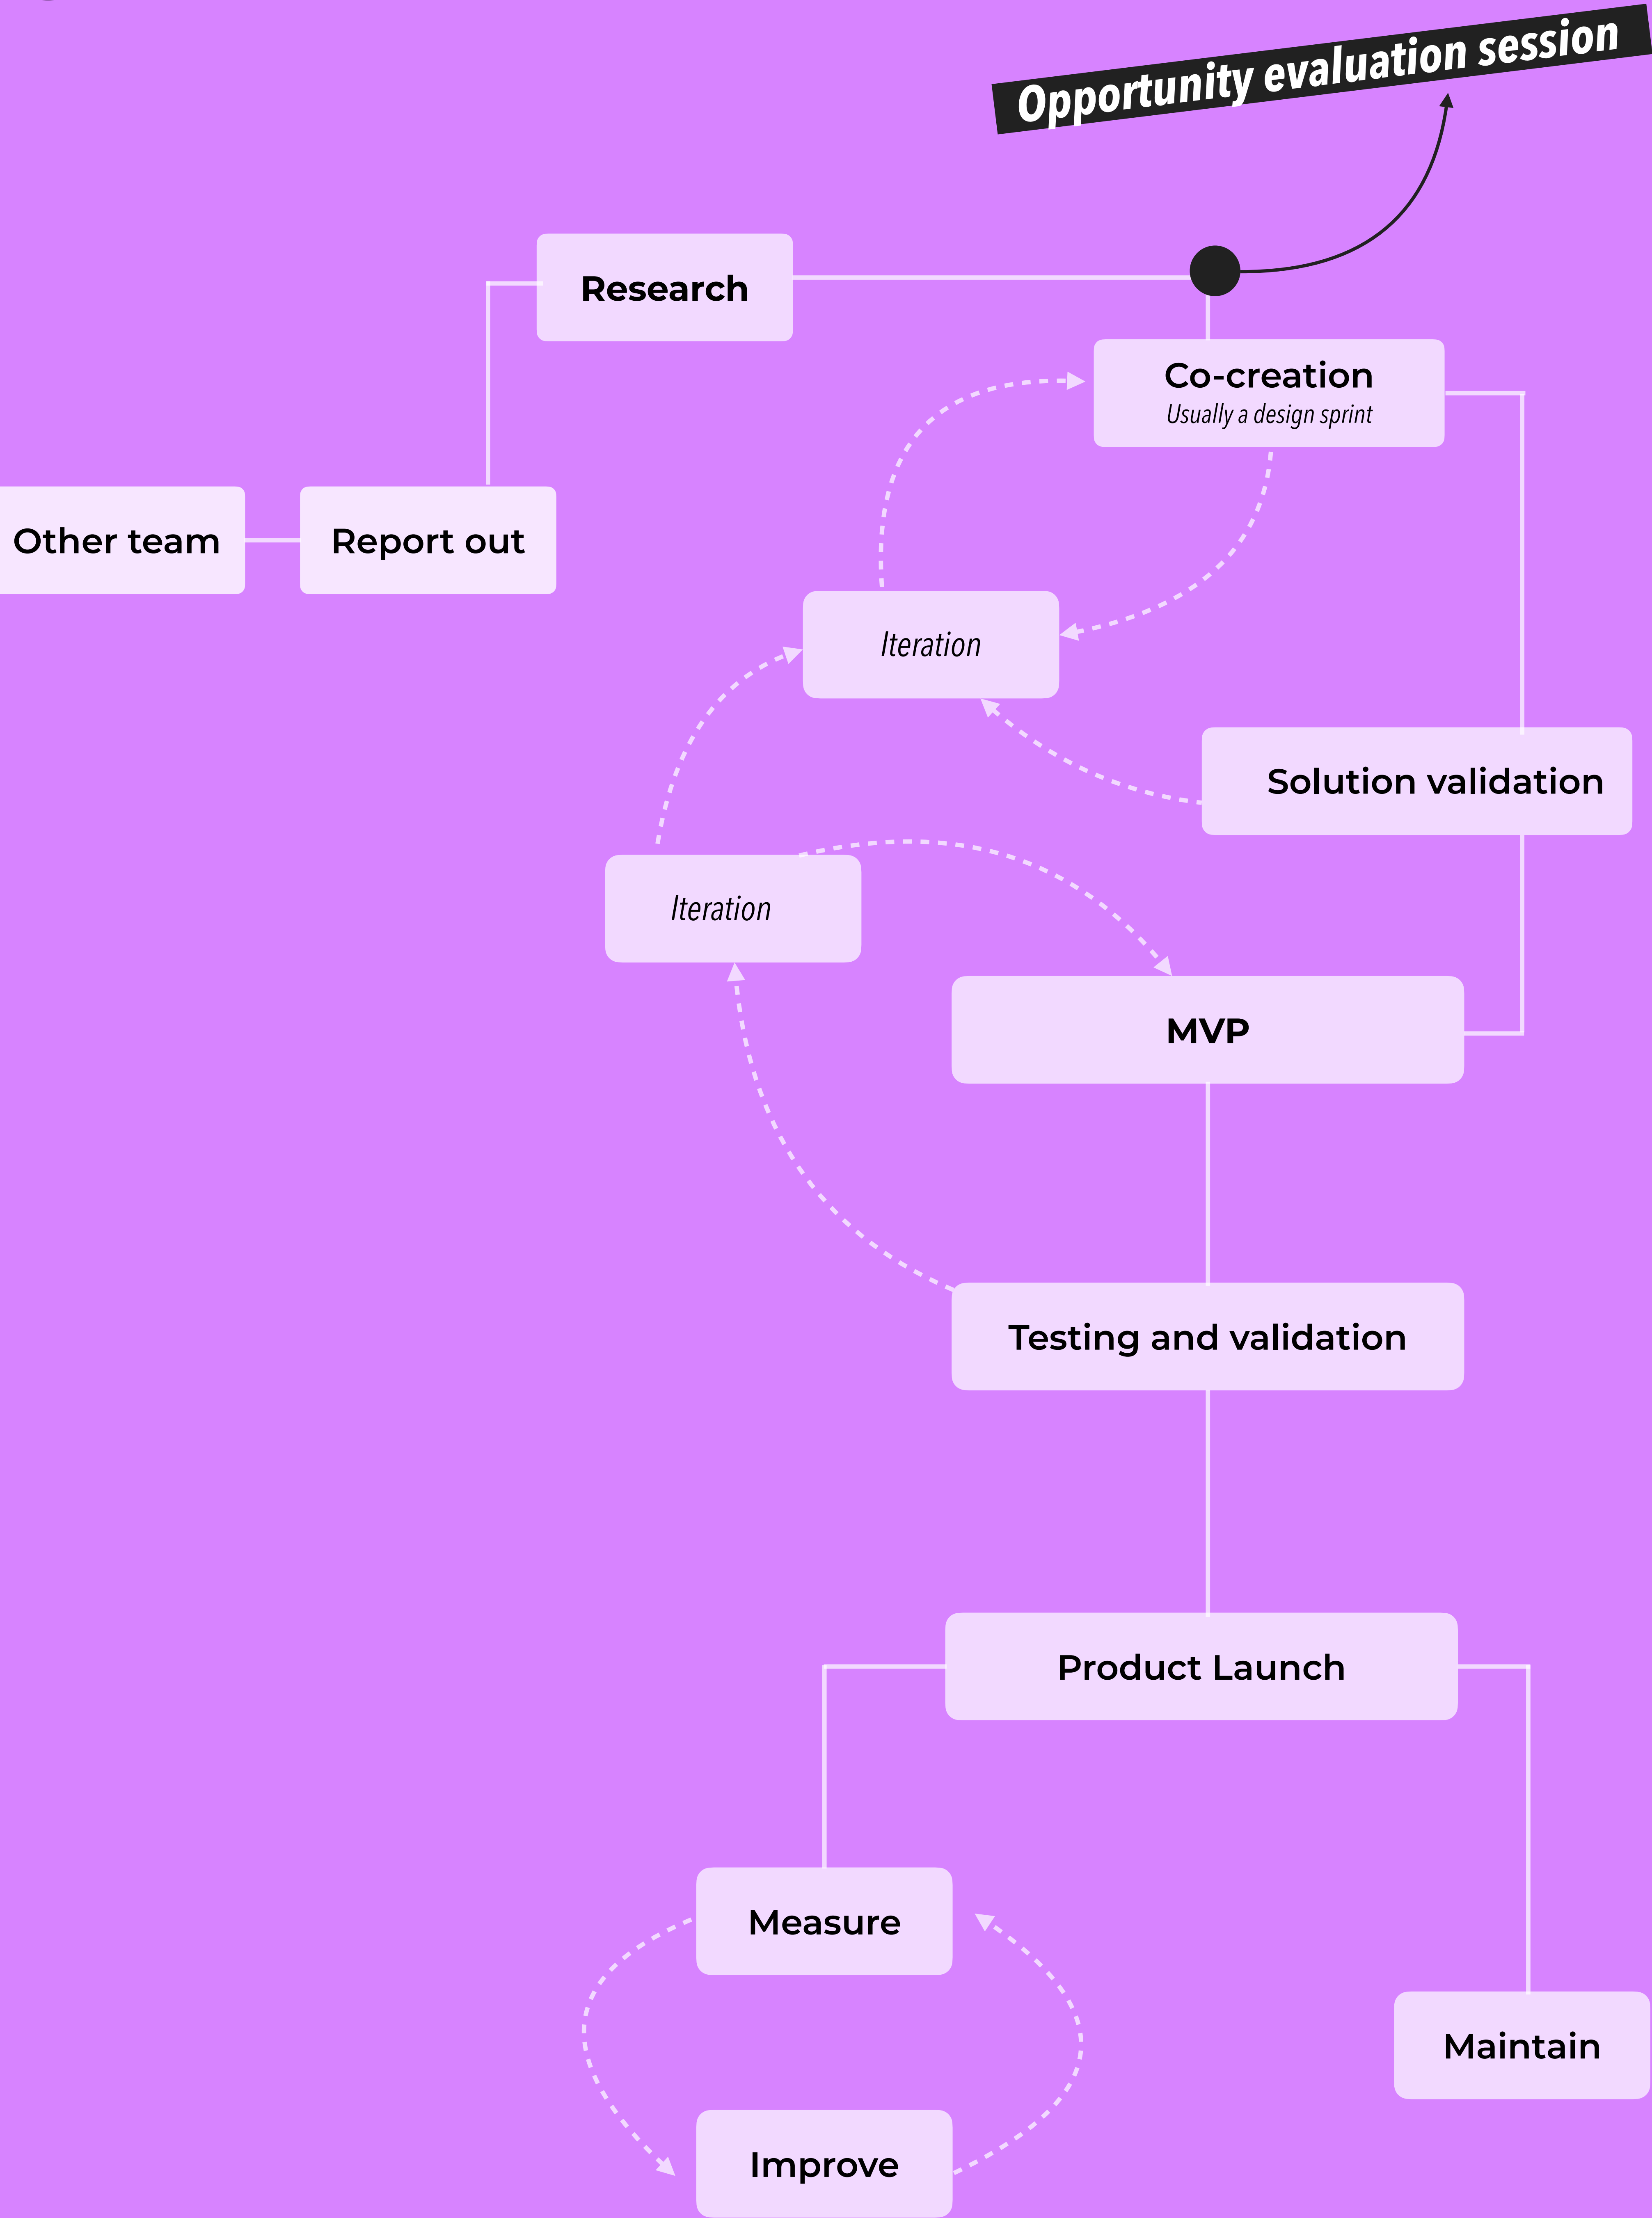 Opportunity evaluation session
Research
Co-creation
Usually a design sprint
Other team
Report out
Iteration
Solution validation
Iteration
MVP
Testing and validation
Product Launch
Measure
Maintain
Improve